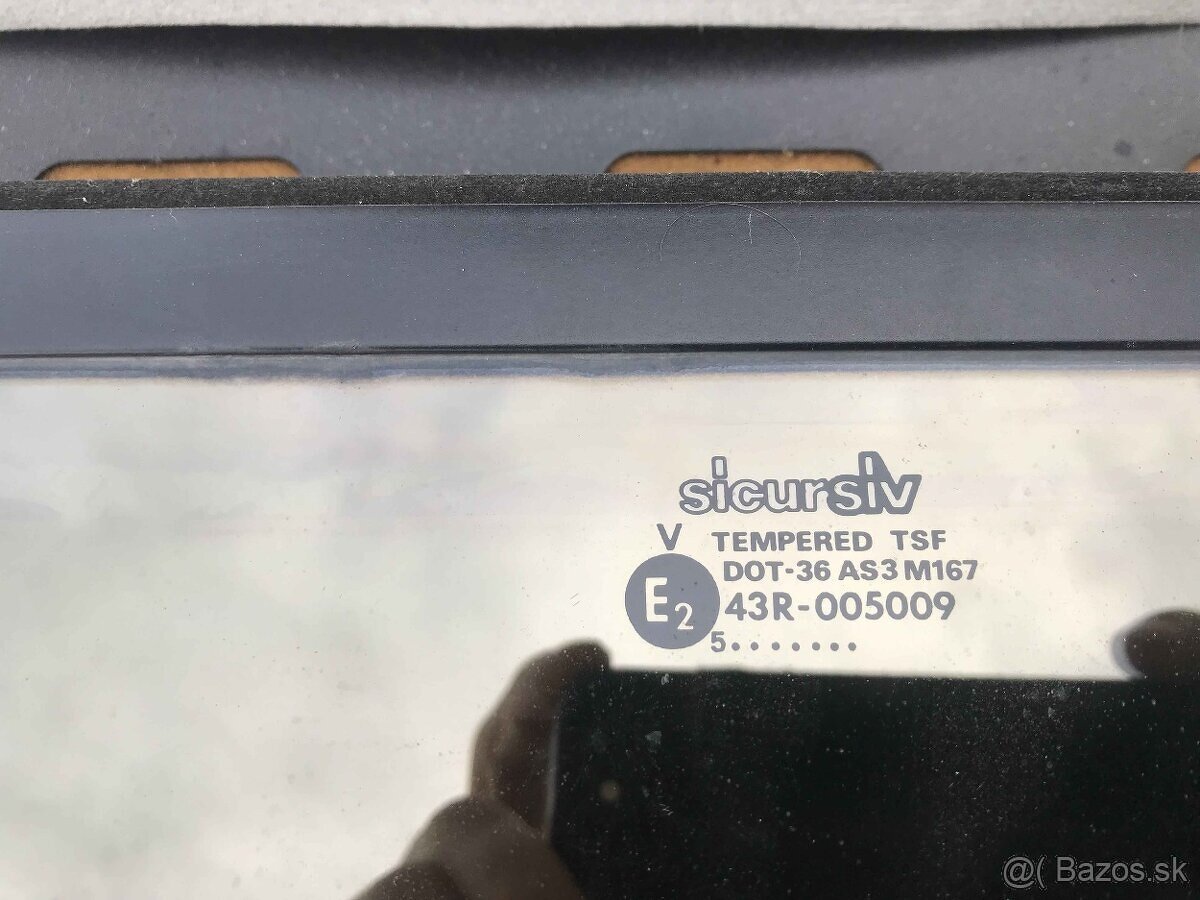 sicursiv
V TEMPERED TSF
DOT-36 AS3 M167
E2 43R-005009
5.......
@( Bazos.sk